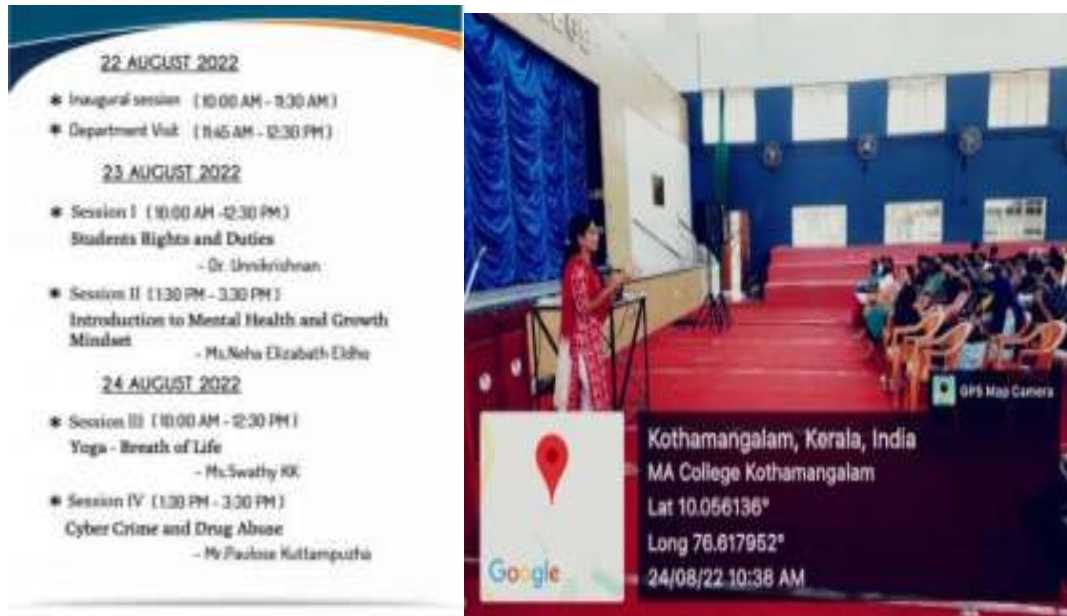 22 AUGUST 2022
* Inaugural session (10:00 AM - 11:30 AM)
* Department Visit (11:45 AM - 12:30 PM)
23 AUGUST 2022
* Session I (10:00 AM -12:30 PM)
Students Rights and Duties
- Dr. Unnikrishnan
* Session II (1:30 PM - 3:30 PM)
Introduction to Mental Health and Growth
Mindset
- Ms.Neha Elizabath Eldho
24 AUGUST 2022
* Session III (10:00 AM - 12:30 PM)
Yoga - Breath of Life
- Ms.Swathy KK
* Session IV (1:30 PM - 3:30 PM)
Cyber Crime and Drug Abuse
- Mr.Paulose Kuttampuzha
GPS Map Camera
Kothamangalam, Kerala, India
MA College Kothamangalam
Lat 10.056136°
Long 76.617952°
24/08/22 10:38 AM
Google